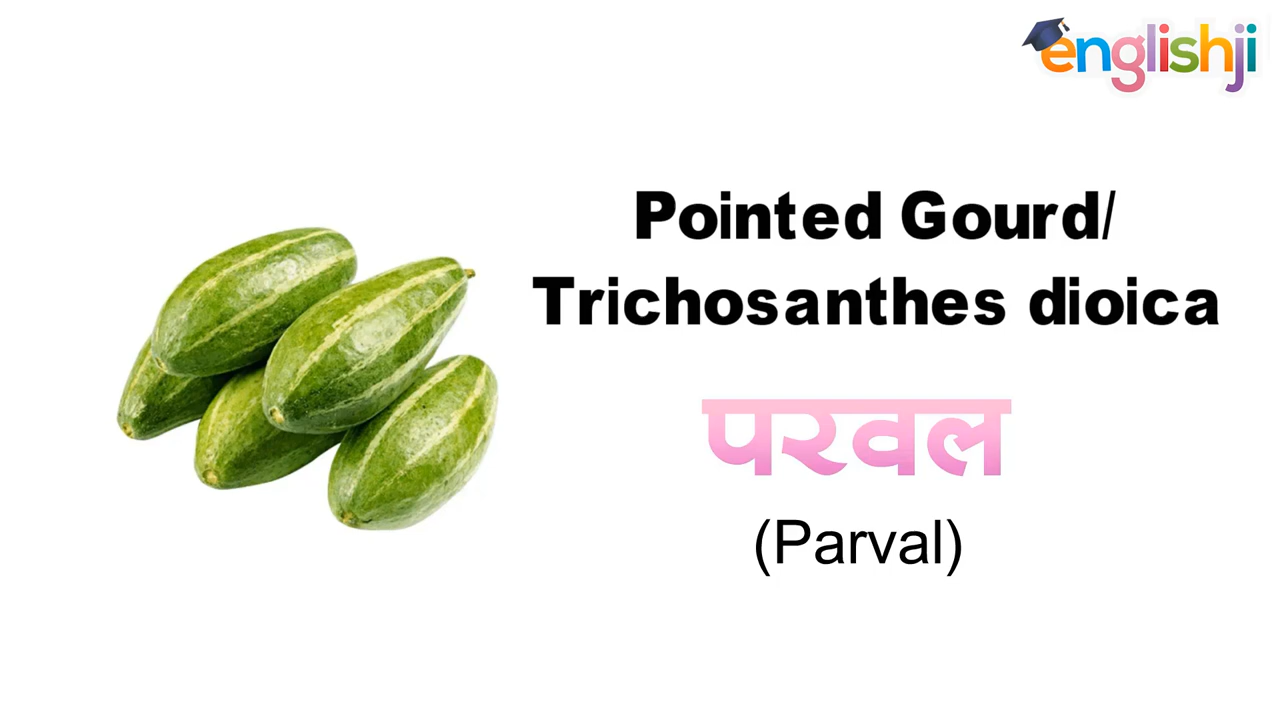 englishji
Pointed Gourd/
Trichosanthes dioica
परवल
(Parval)